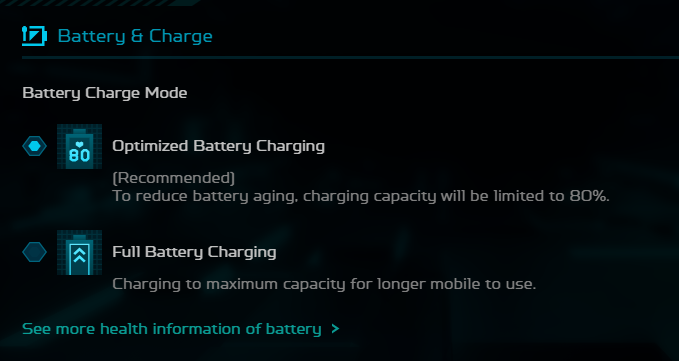 Battery & Charge
Battery Charge Mode
80
Optimized Battery Charging
(Recommended)
To reduce battery aging, charging capacity will be limited to 80%.
Full Battery Charging
Charging to maximum capacity for longer mobile to use.
See more health information of battery >